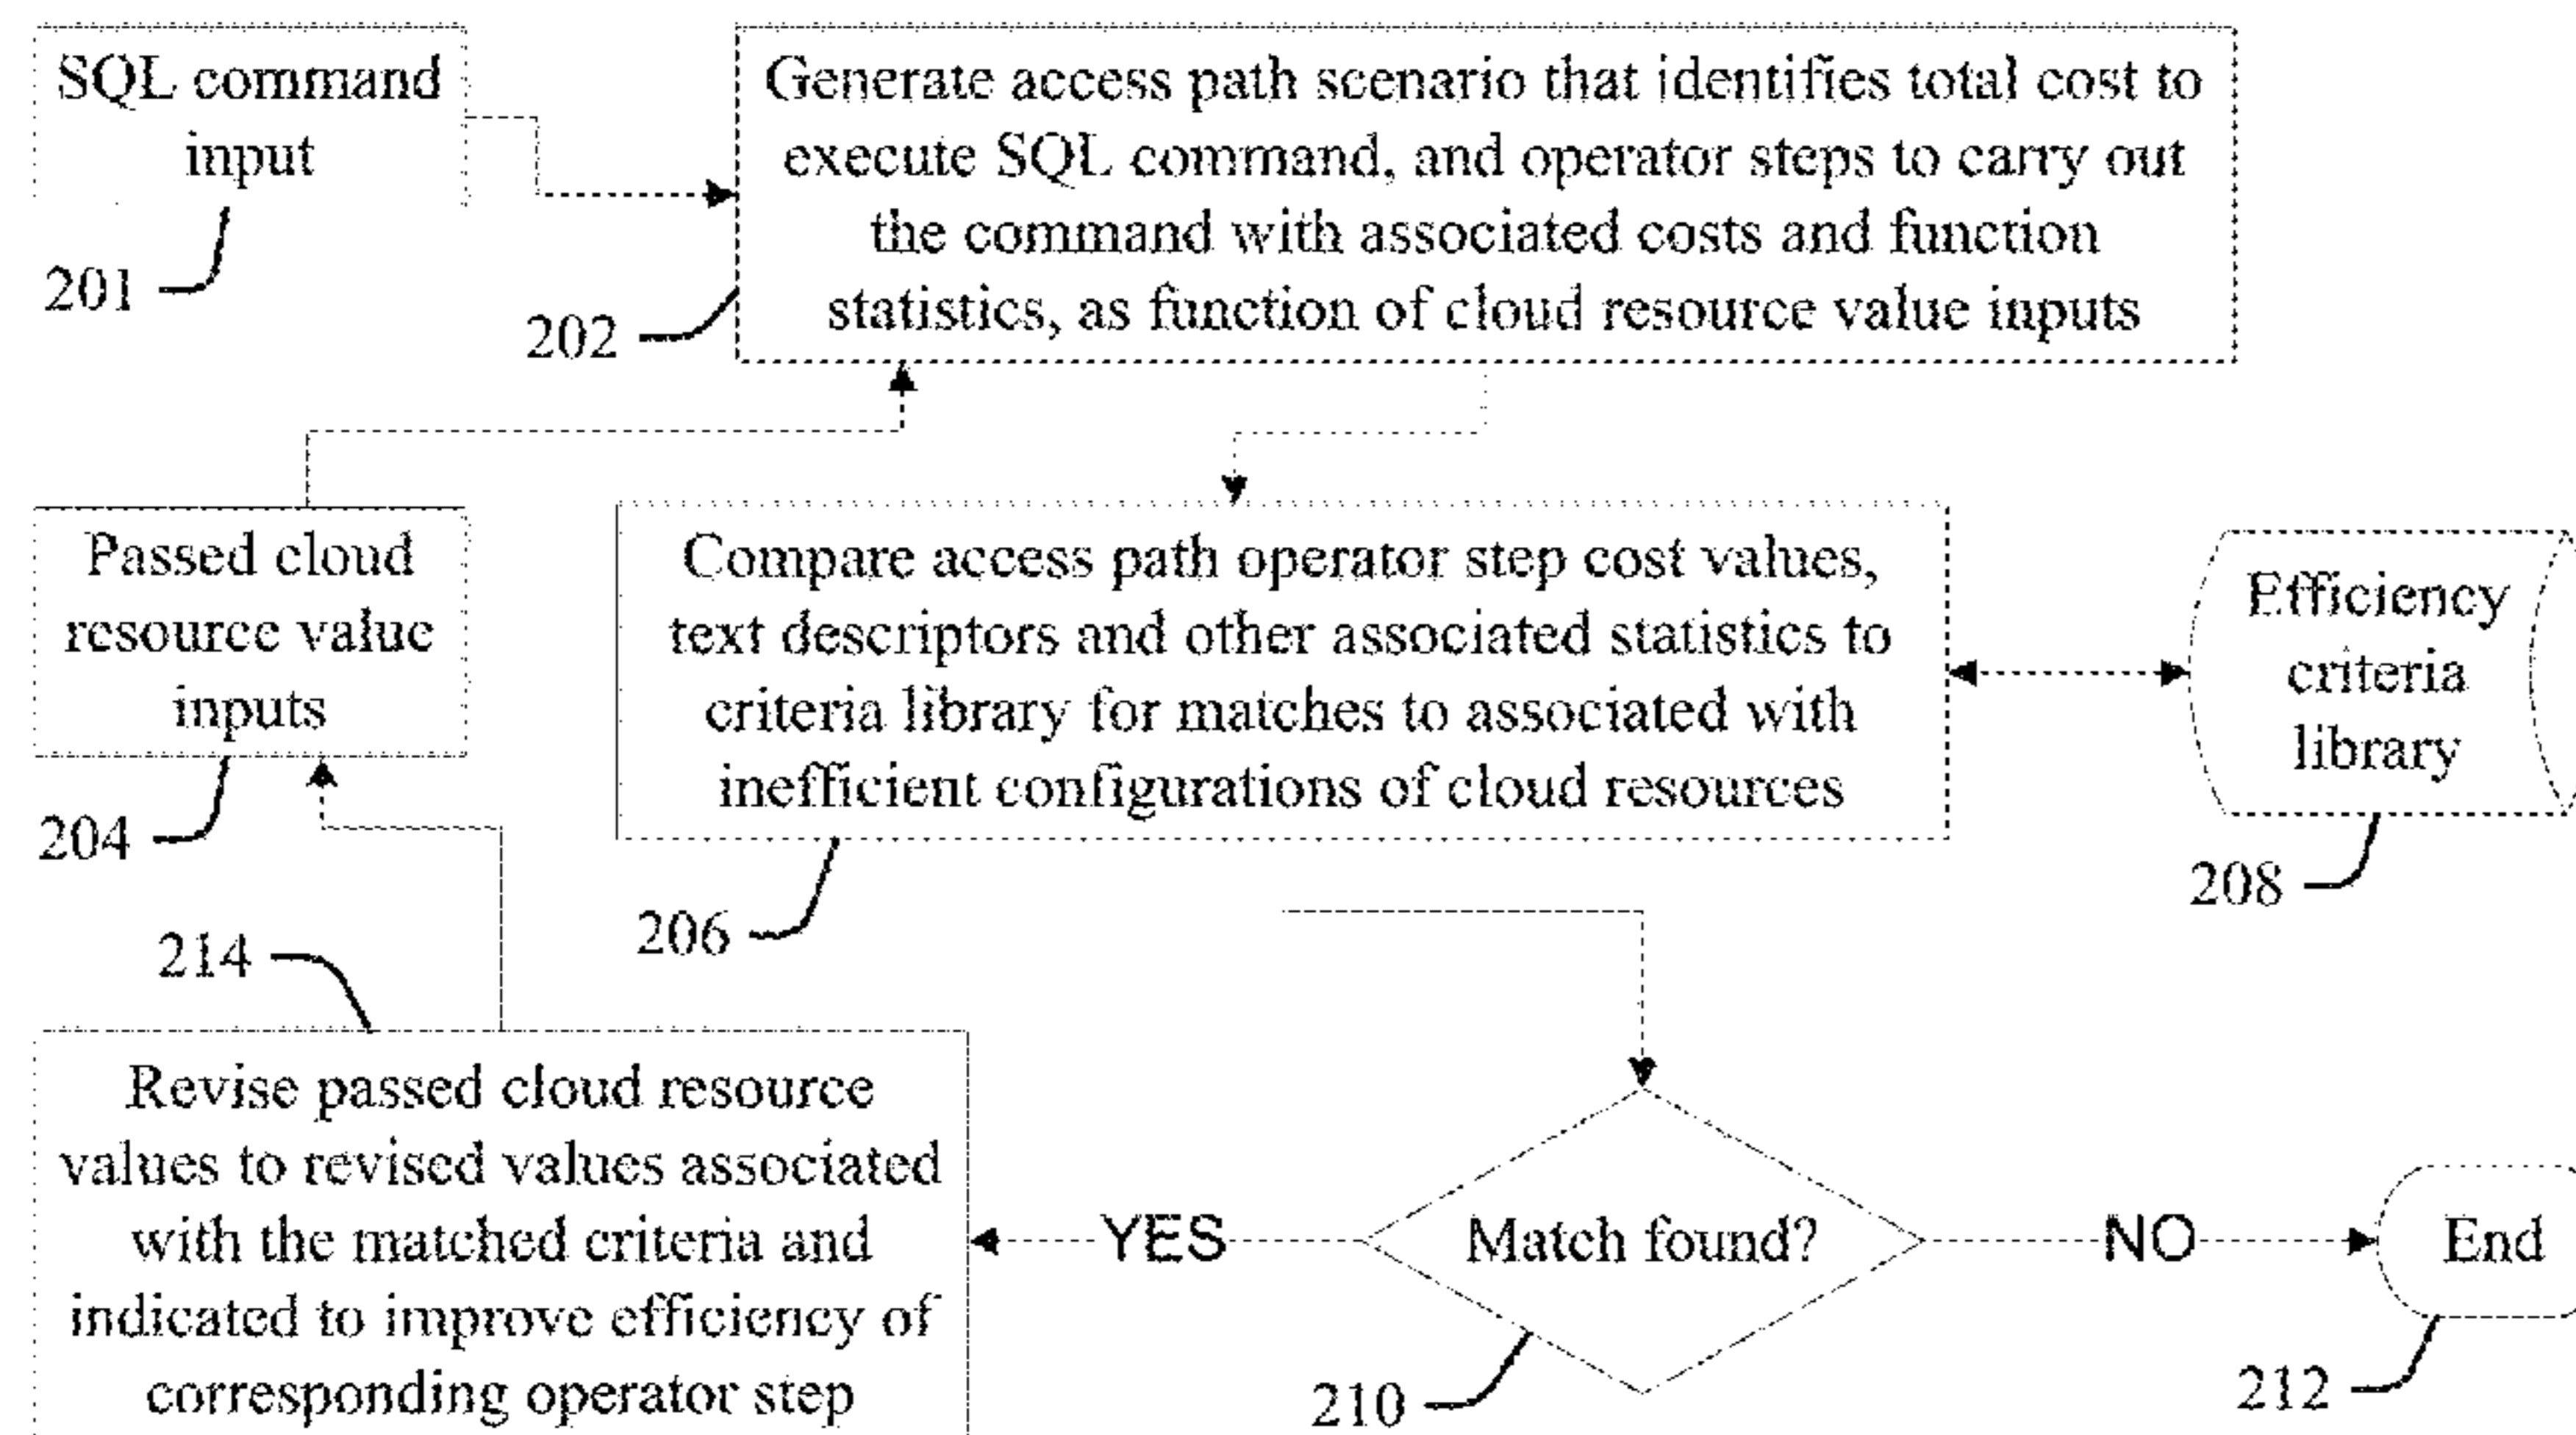 SQL command
input
201
Generate access path scenario that identifies total cost to
execute SQL command, and operator steps to carry out
the command with associated costs and function
statistics, as function of cloud resource value inputs
202
Passed cloud
resource value
inputs
204
Compare access path operator step cost values,
text descriptors and other associated statistics to
criteria library for matches to associated with
inefficient configurations of cloud resources
206
Efficiency
criteria
library
208
214
Revise passed cloud resource
values to revised values associated
with the matched criteria and
indicated to improve efficiency of
corresponding operator step
YES
Match found?
210
NO
End
212